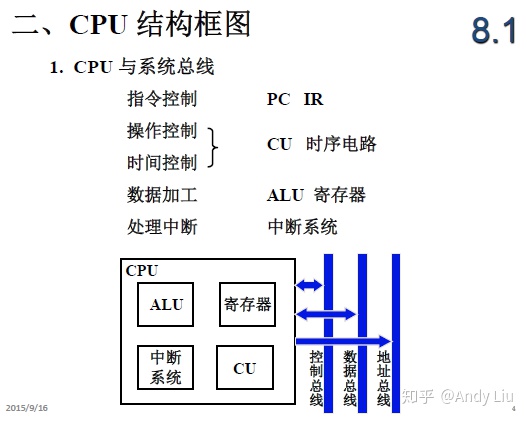 二、CPU 结构框图
8.1
1. CPU 与系统总线
指令控制 PC IR
操作控制
CU 时序电路
时间控制
数据加工 ALU 寄存器
处理中断 中断系统
CPU
ALU 寄存器
中断
系统
CU
控制总线
数据总线
地址总线
知乎 @Andy Liu
2015/9/16
4